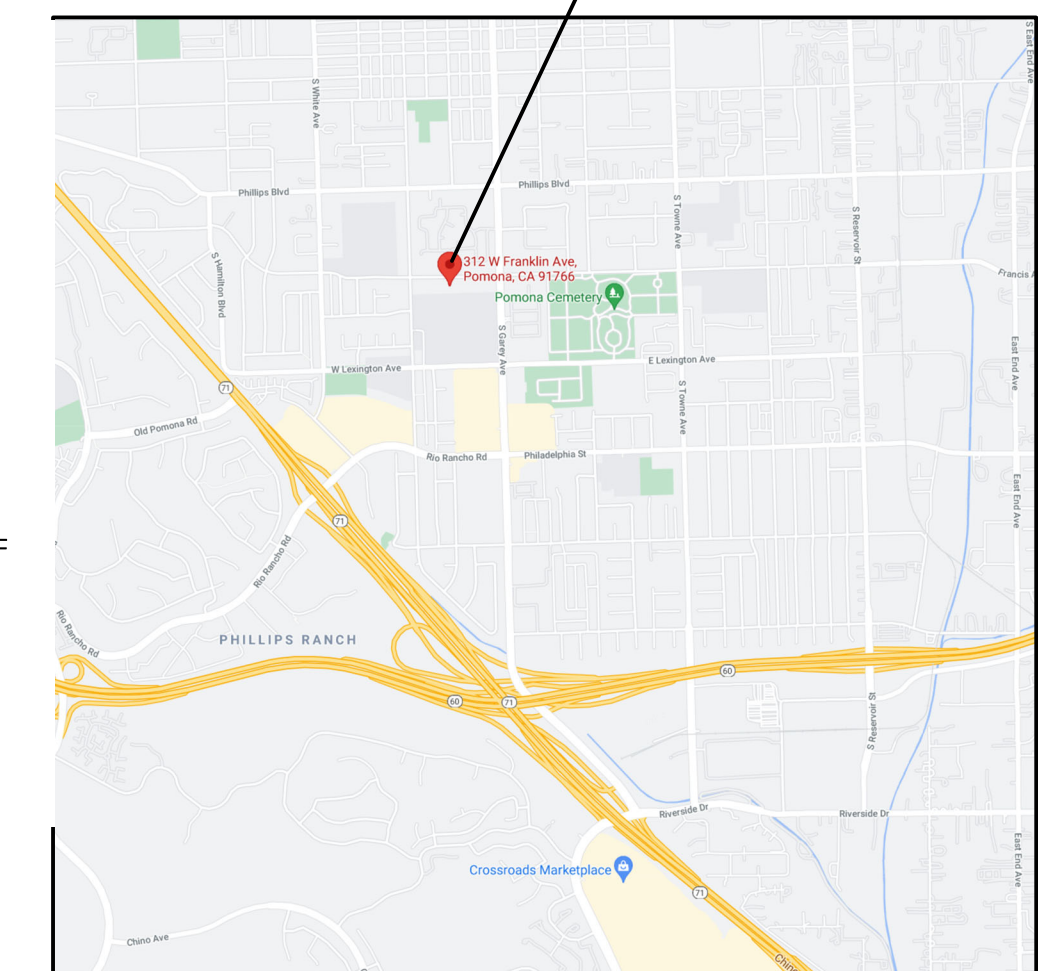 S East End Ave
S White Ave
Phillips Blvd
Phillips Blvd
S Towne Ave
S Reservoir St
S Hamilton Blvd
312 W Franklin Ave,
Pomona, CA 91766
Francis
Pomona Cemetery
S Garey Ave
East End Ave
W Lexington Ave
E Lexington Ave
71
S Towne Ave
Old Pomona Rd
Rio Rancho Rd
Philadelphia St
East End Ave
71
Rio Rancho Rd
Rio Rancho Rd
PHILLIPS RANCH
60
60
71
S Reservoir St
Riverside Dr
Riverside Dr
East End Ave
Crossroads Marketplace
71
Chino Ave